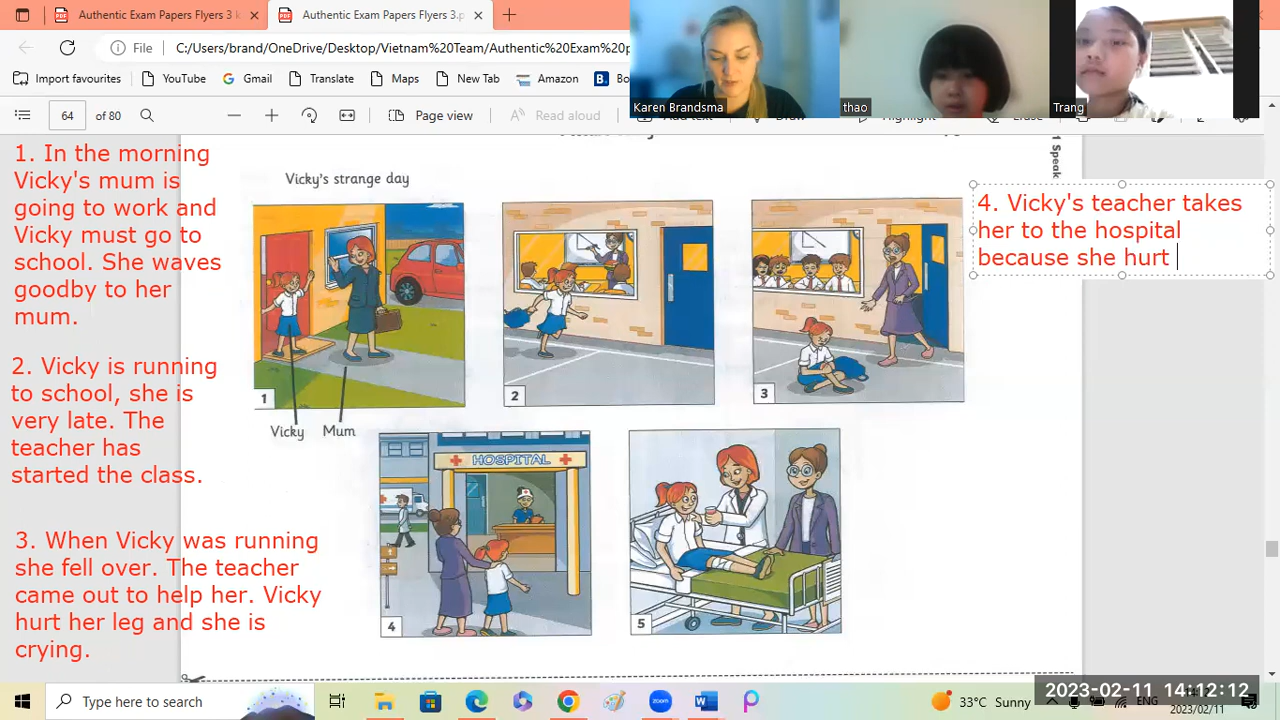 Authentic Exam Papers Flyers 3 k
Authentic Exam Papers Flyers 3.p
File
C:/Users/brand/OneDrive/Desktop/Vietnam%20Team/Authentic%20Exam%20p
Import favourites
YouTube
Gmail
Translate
Maps
New Tab
Amazon
Karen Brandsma
thao
Trang
64 of 80
Page view
Read aloud
Vicky's strange day
1. In the morning
Vicky's mum is
going to work and
Vicky must go to
school. She waves
goodby to her
mum.
2. Vicky is running
to school, she is
very late. The
teacher has
started the class.
3. When Vicky was running
she fell over. The teacher
came out to help her. Vicky
hurt her leg and she is
crying.
4. Vicky's teacher takes
her to the hospital
because she hurt
1
2
3
Vicky
Mum
HOSPITAL
4
5
Type here to search
33°C Sunny
ENG
2023-02-11 14:12:12
2023/02/11